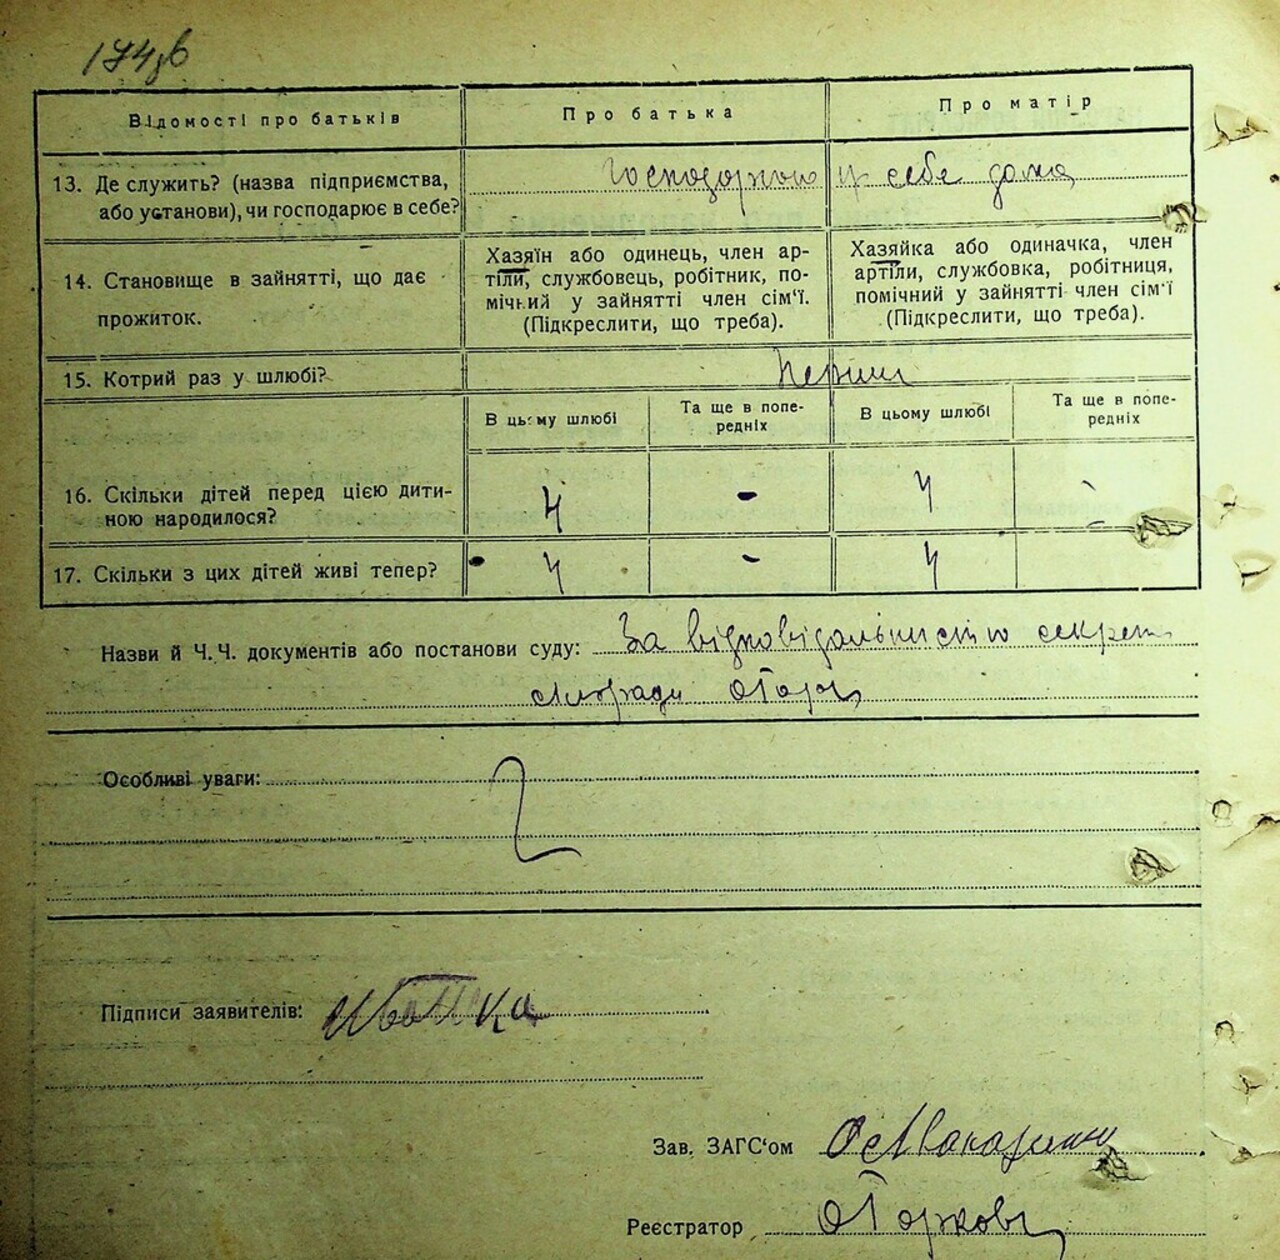 174зв
Відомості про батьків
Про батька
Про матір
13. Де служить? (назва підприємства,
або установи), чи господарює в себе?
у себе дома
14. Становище в зайнятті, що дає
прожиток.
Хазяїн або одинець, член ар-
тіли, службовець, робітник, по-
мічний у зайнятті член сім'ї.
(Підкреслити, що треба).
Хазяйка або одиначка, член
артіли, службовка, робітниця,
помічний у зайнятті член сім'ї
(Підкреслити, що треба).
15. Котрий раз у шлюбі?
Перший
В цьому шлюбі
Та ще в попе-
редніх
В цьому шлюбі
Та ще в попе-
редніх
16. Скільки дітей перед цією дити-
ною народилося?
4 - 4 -
17. Скільки з цих дітей живі тепер?
4 - 4
Назви й Ч.Ч. документів або постанови суду: За відповідальністю секрет.
Особливі уваги:
Підписи заявителів:
Зав. ЗАГС'ом
Реєстратор